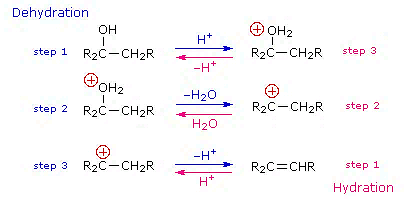 Dehydration
OH H⁺ ⊕OH₂
step 1 R₂C—CH₂R −H⁺ R₂C—CH₂R step 3
⊕OH₂ −H₂O ⊕
step 2 R₂C—CH₂R H₂O R₂C—CH₂R step 2
⊕ −H⁺
step 3 R₂C—CH₂R H⁺ R₂C=CHR step 1
Hydration